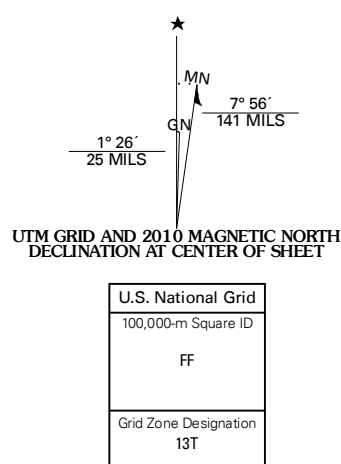 ★
MN
GN
7° 56´
141 MILS
1° 26´
25 MILS
UTM GRID AND 2010 MAGNETIC NORTH
DECLINATION AT CENTER OF SHEET
U.S. National Grid
100,000-m Square ID
FF
Grid Zone Designation
13T